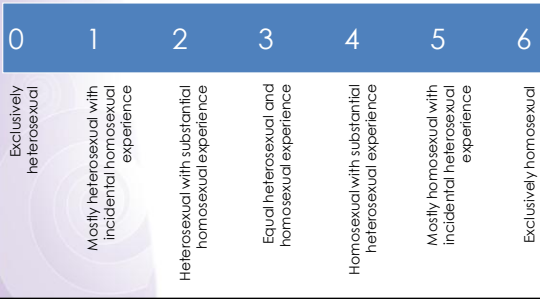 0 1 2 3 4 5 6
Exclusively
heterosexual
Mostly heterosexual with
incidental homosexual
experience
Heterosexual with substantial
homosexual experience
Equal heterosexual and
homosexual experience
Homosexual with substantial
heterosexual experience
Mostly homosexual with
incidental heterosexual
experience
Exclusively homosexual